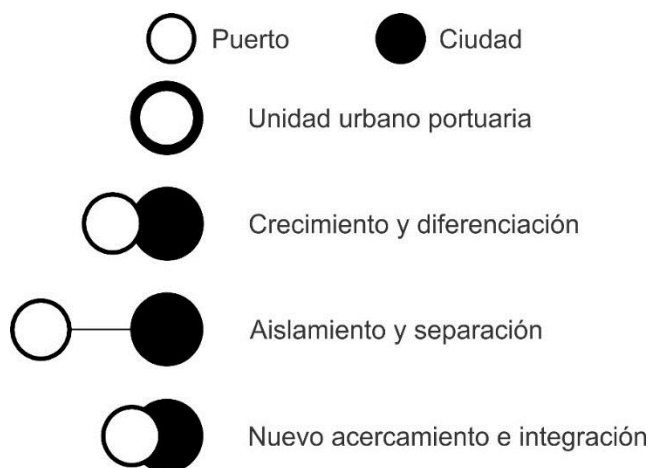 Puerto Ciudad
Unidad urbano portuaria
Crecimiento y diferenciación
Aislamiento y separación
Nuevo acercamiento e integración